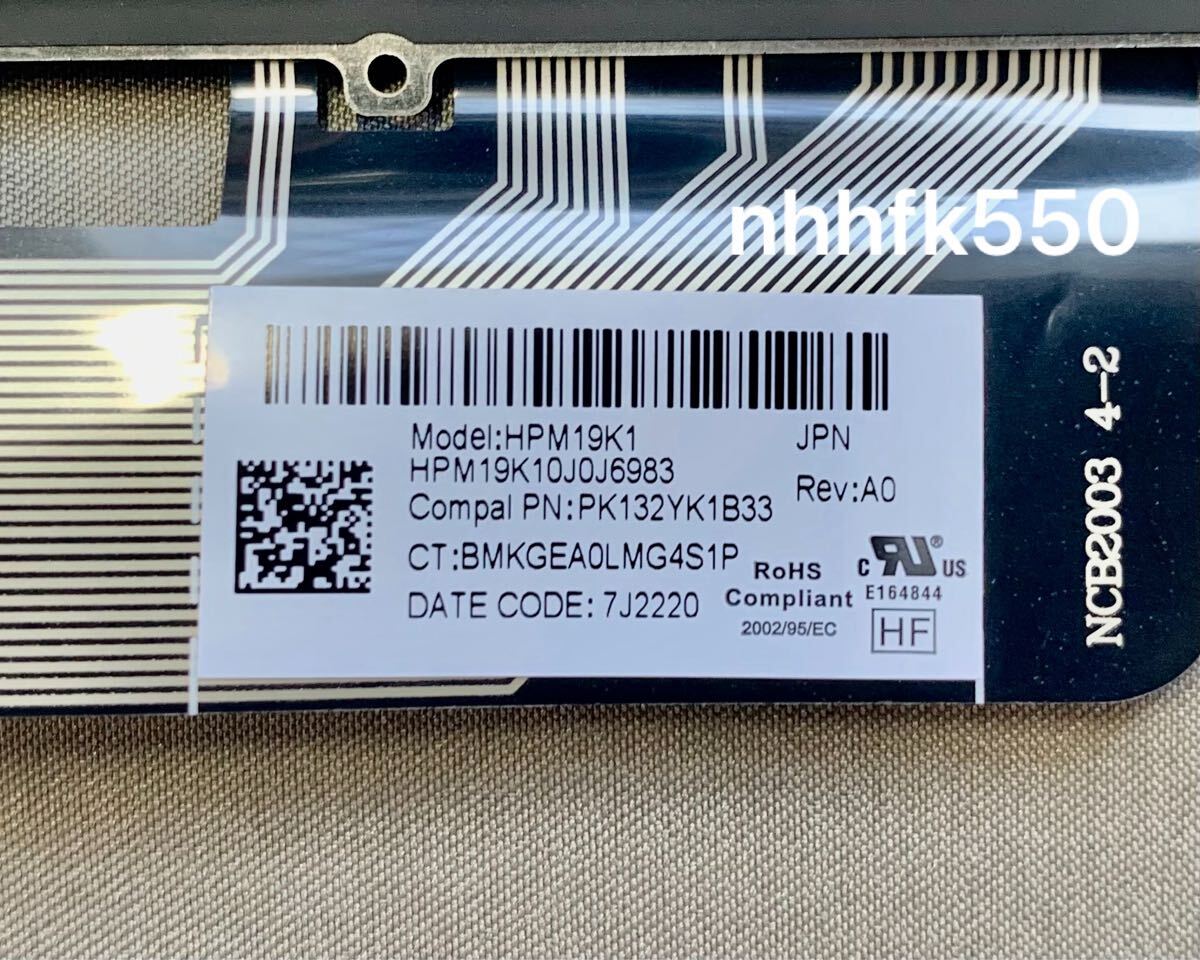 nhhfk550
Model:HPM19K1 JPN
HPM19K10J0J6983
Rev:A0
Compal PN:PK132YK1B33
CT:BMKGEA0LMG4S1P
DATE CODE: 7J2220
RoHS
Compliant
2002/95/EC
c RU® US
E164844
HF
NCB2003 4-2